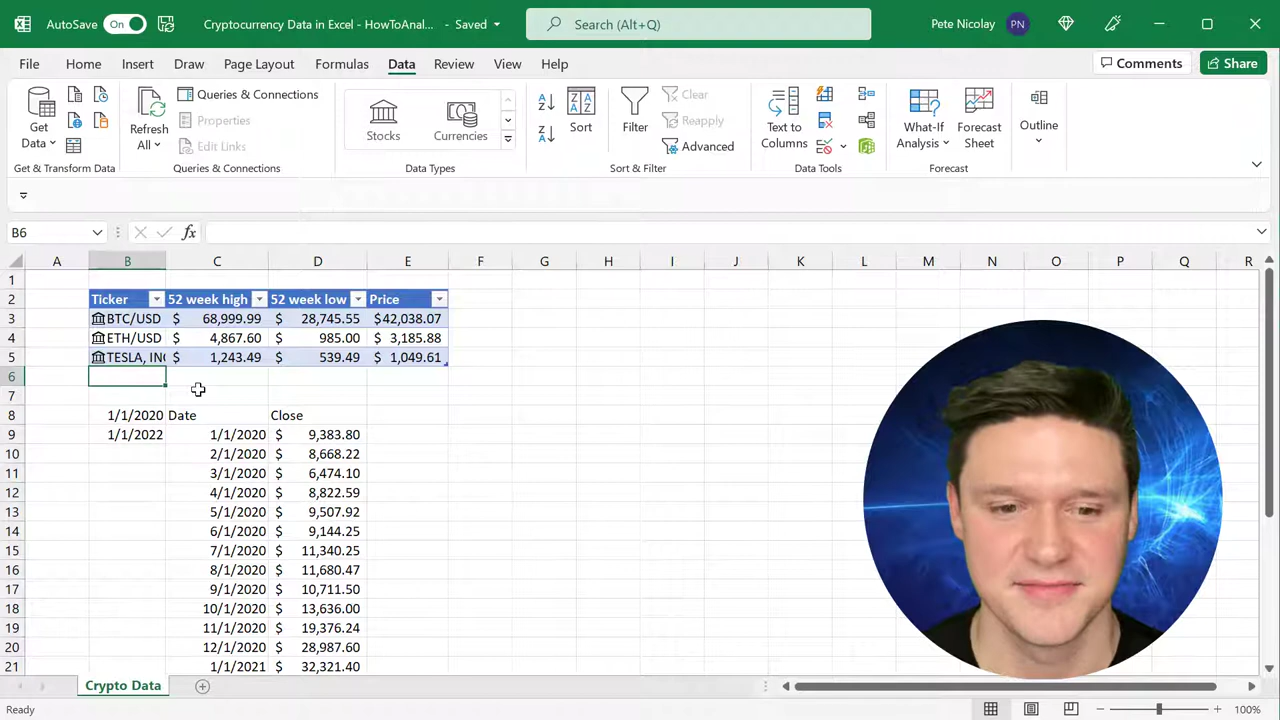 AutoSave On Cryptocurrency Data in Excel - HowToAnal... - Saved Search (Alt+Q) Pete Nicolay PN
File Home Insert Draw Page Layout Formulas Data Review View Help Comments Share
Get Data Refresh All Queries & Connections Properties Edit Links Stocks Currencies Sort Filter Clear Reapply Advanced Text to Columns What-If Analysis Forecast Sheet Outline
Get & Transform Data Queries & Connections Data Types Sort & Filter Data Tools Forecast
B6 fx
A B C D E F G H I J K L M N O P Q R
1
2 Ticker 52 week high 52 week low Price
3 BTC/USD $ 68,999.99 $ 28,745.55 $42,038.07
4 ETH/USD $ 4,867.60 $ 985.00 $ 3,185.88
5 TESLA, INC $ 1,243.49 $ 539.49 $ 1,049.61
6
7
8 1/1/2020 Date Close
9 1/1/2022 1/1/2020 $ 9,383.80
10 2/1/2020 $ 8,668.22
11 3/1/2020 $ 6,474.10
12 4/1/2020 $ 8,822.59
13 5/1/2020 $ 9,507.92
14 6/1/2020 $ 9,144.25
15 7/1/2020 $ 11,340.25
16 8/1/2020 $ 11,680.47
17 9/1/2020 $ 10,711.50
18 10/1/2020 $ 13,636.00
19 11/1/2020 $ 19,376.24
20 12/1/2020 $ 28,987.60
21 1/1/2021 $ 32,321.40
Crypto Data
Ready 100%